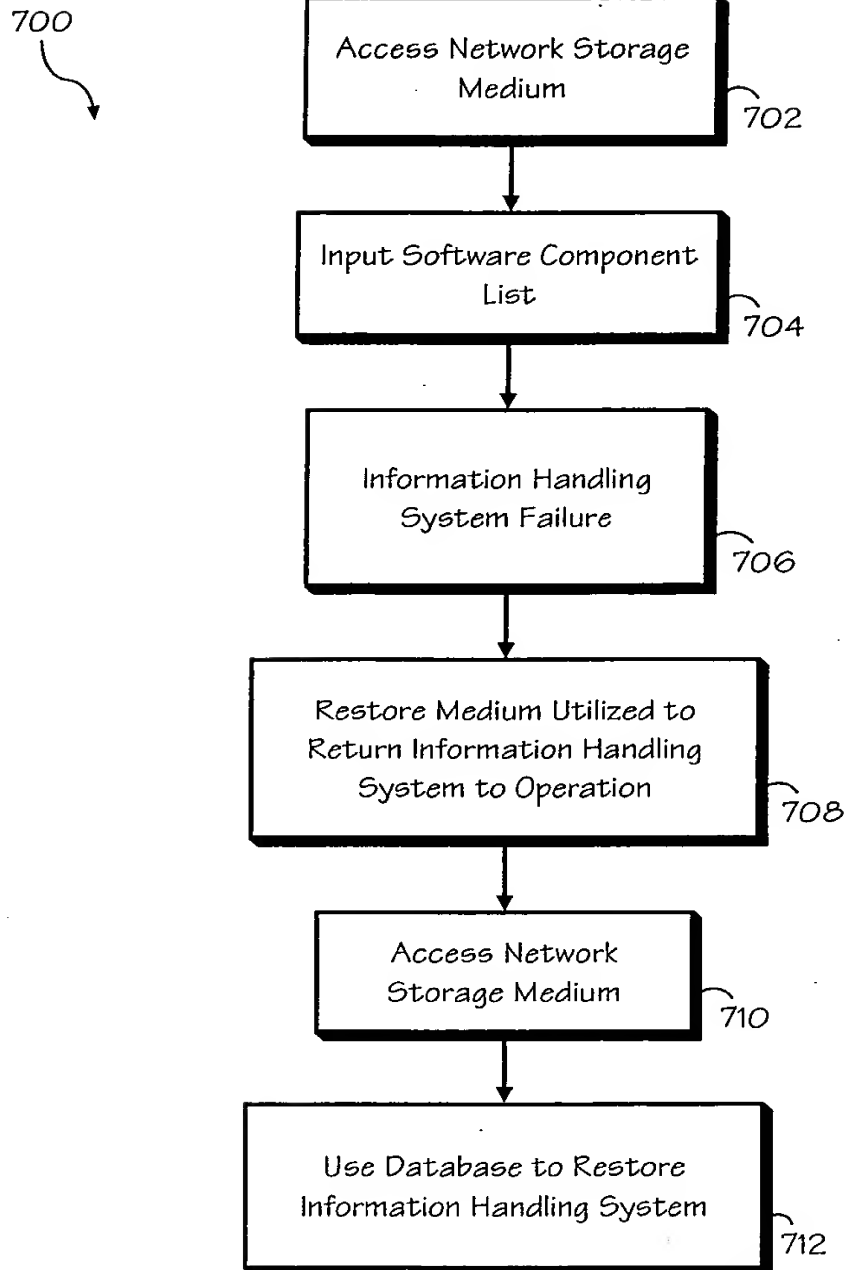 700
Access Network Storage
Medium
702
Input Software Component
List
704
Information Handling
System Failure
706
Restore Medium Utilized to
Return Information Handling
System to Operation
708
Access Network
Storage Medium
710
Use Database to Restore
Information Handling System
712